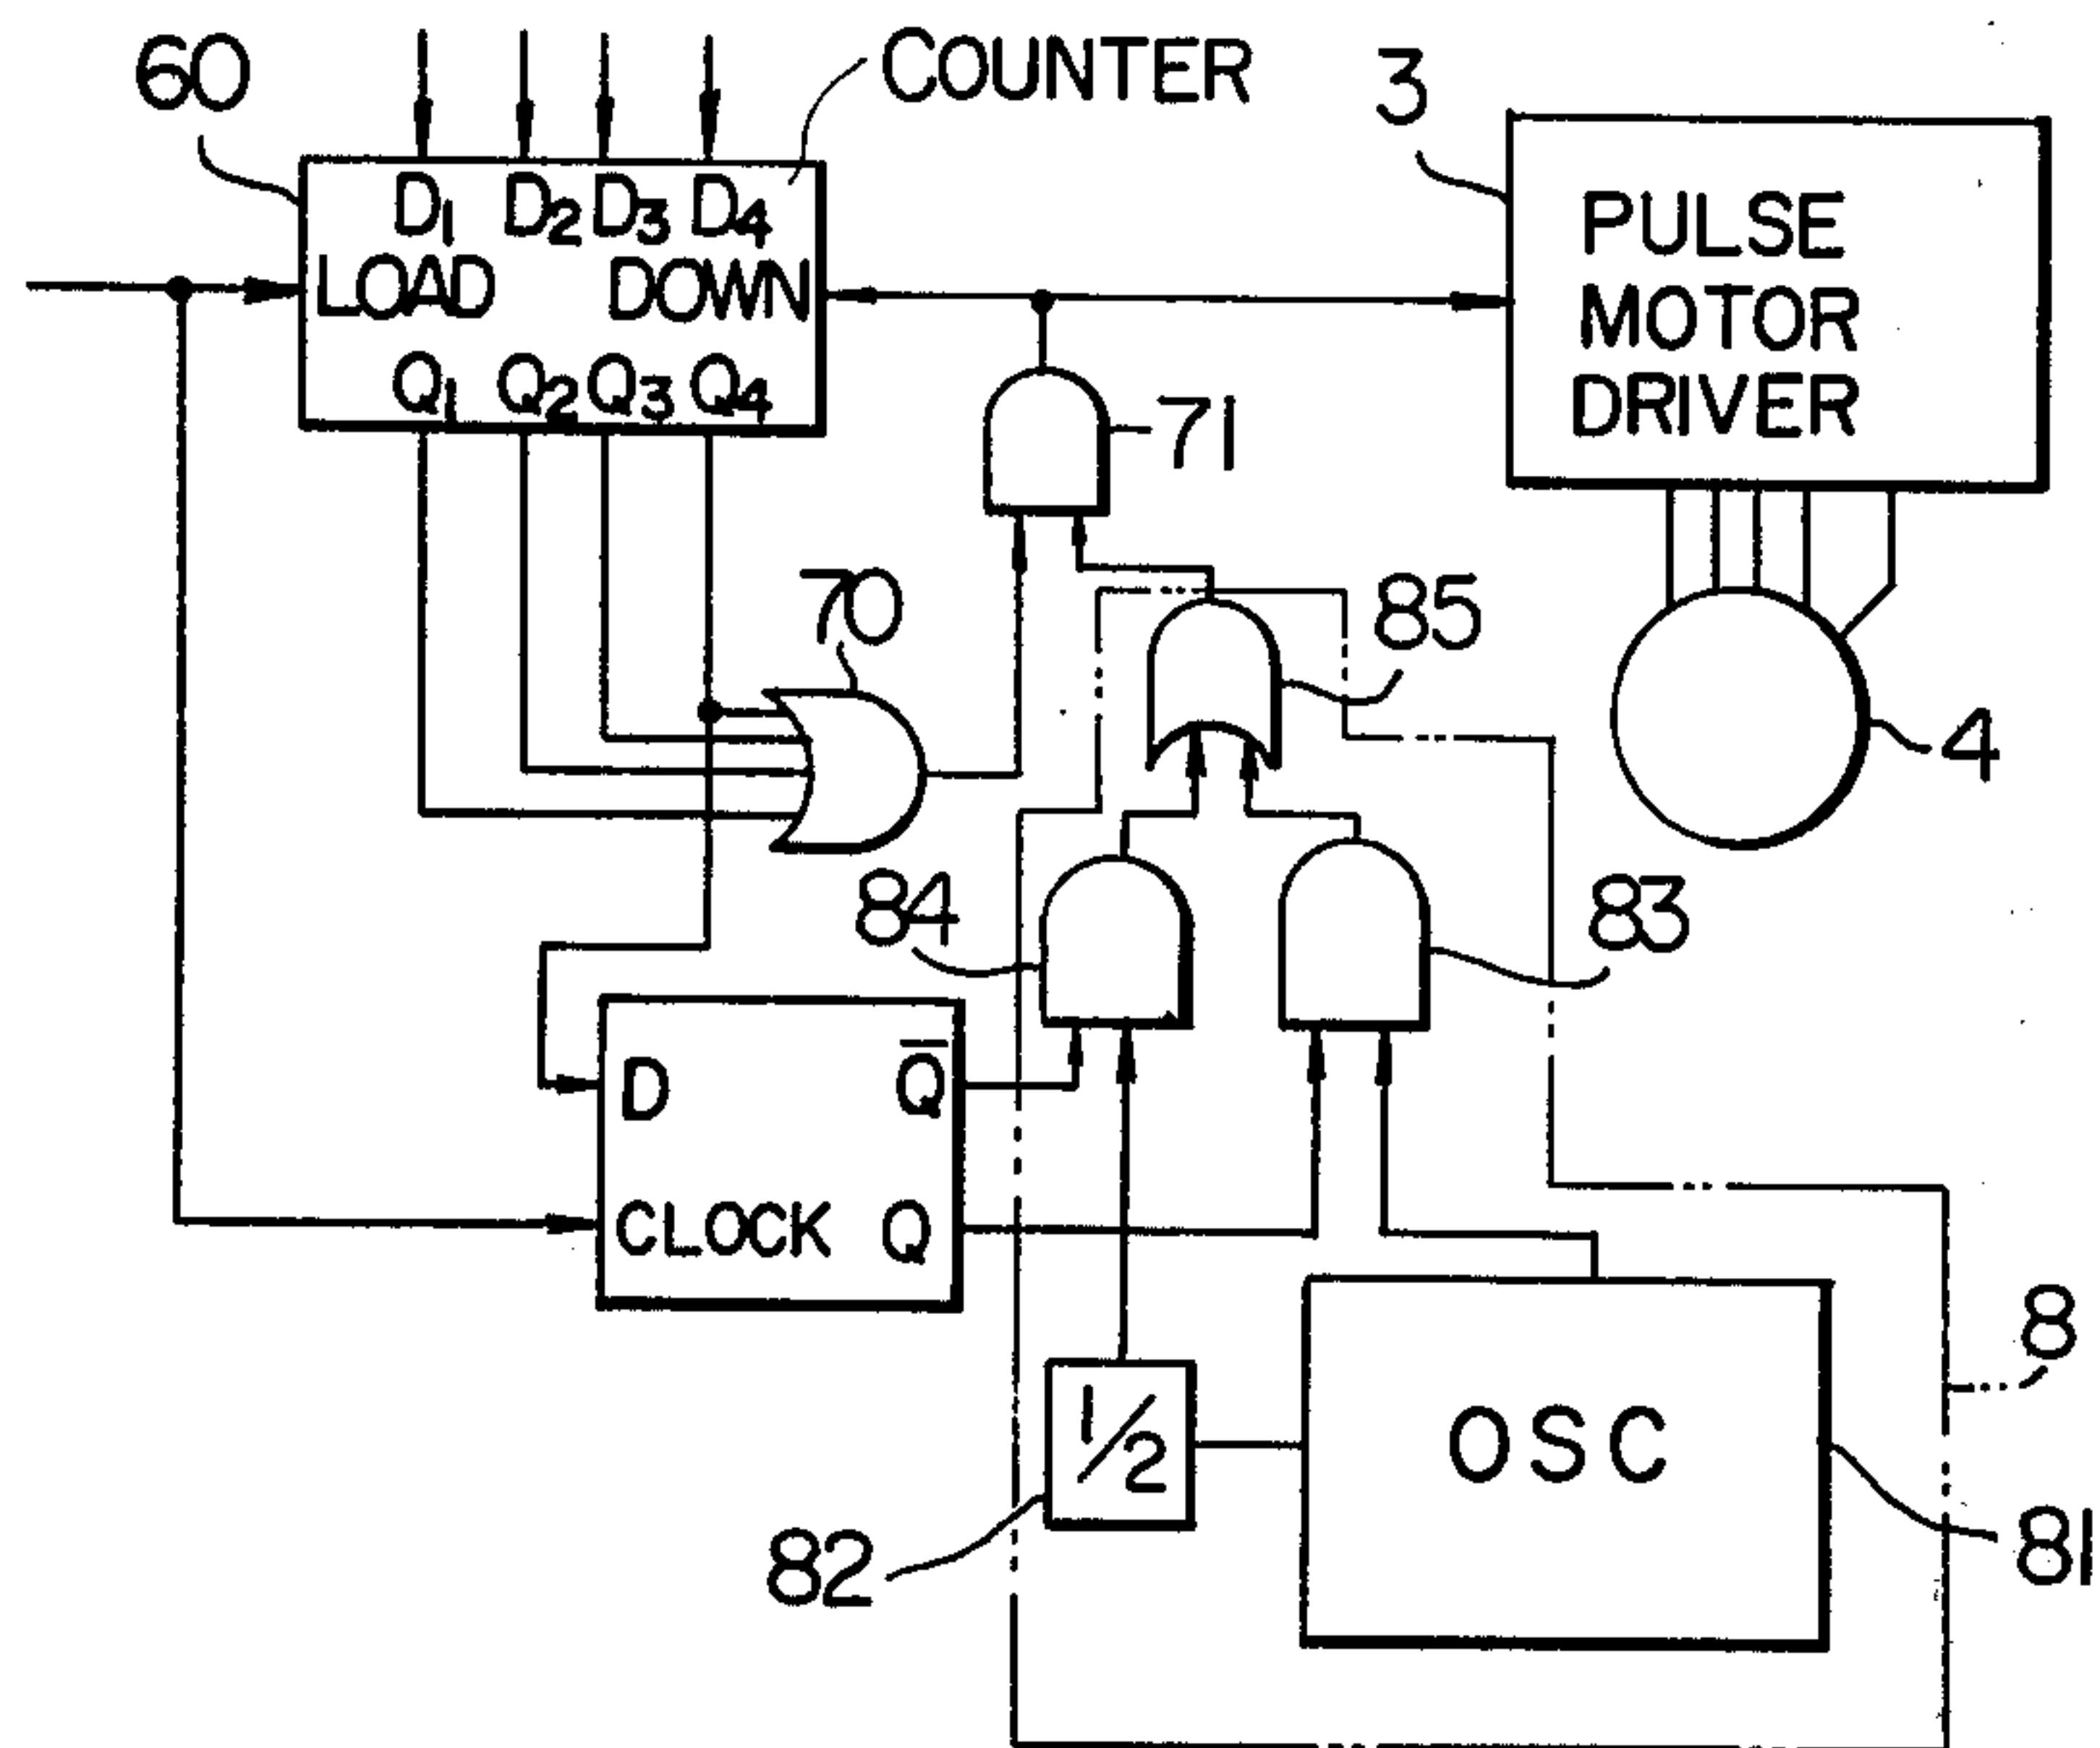 60
COUNTER
3
D1 D2 D3 D4
LOAD DOWN
Q1 Q2 Q3 Q4
PULSE
MOTOR
DRIVER
71
70
85
4
84
83
D Q̅
CLOCK Q
8
1/2
OSC
82
81